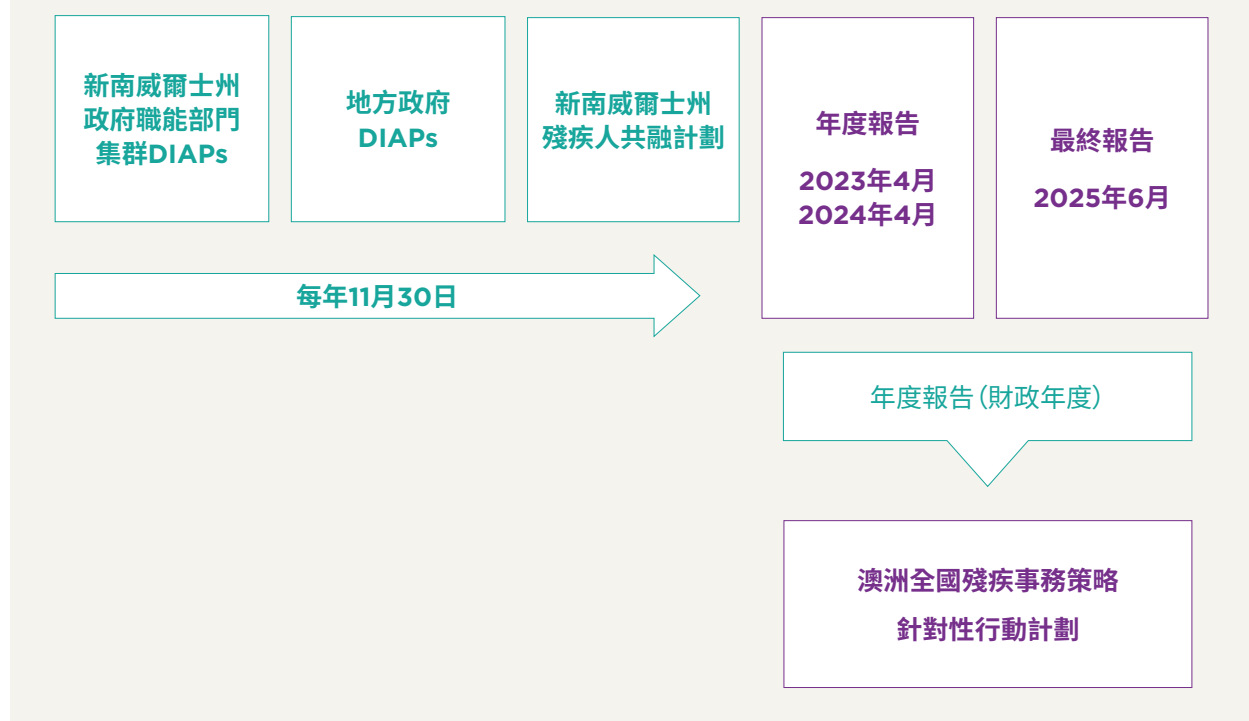 新南威爾士州
政府職能部門
集群DIAPs
地方政府
DIAPs
新南威爾士州
殘疾人共融計劃
年度報告
2023年4月
2024年4月
最終報告
2025年6月
每年11月30日
年度報告(財政年度)
澳洲全國殘疾事務策略
針對性行動計劃